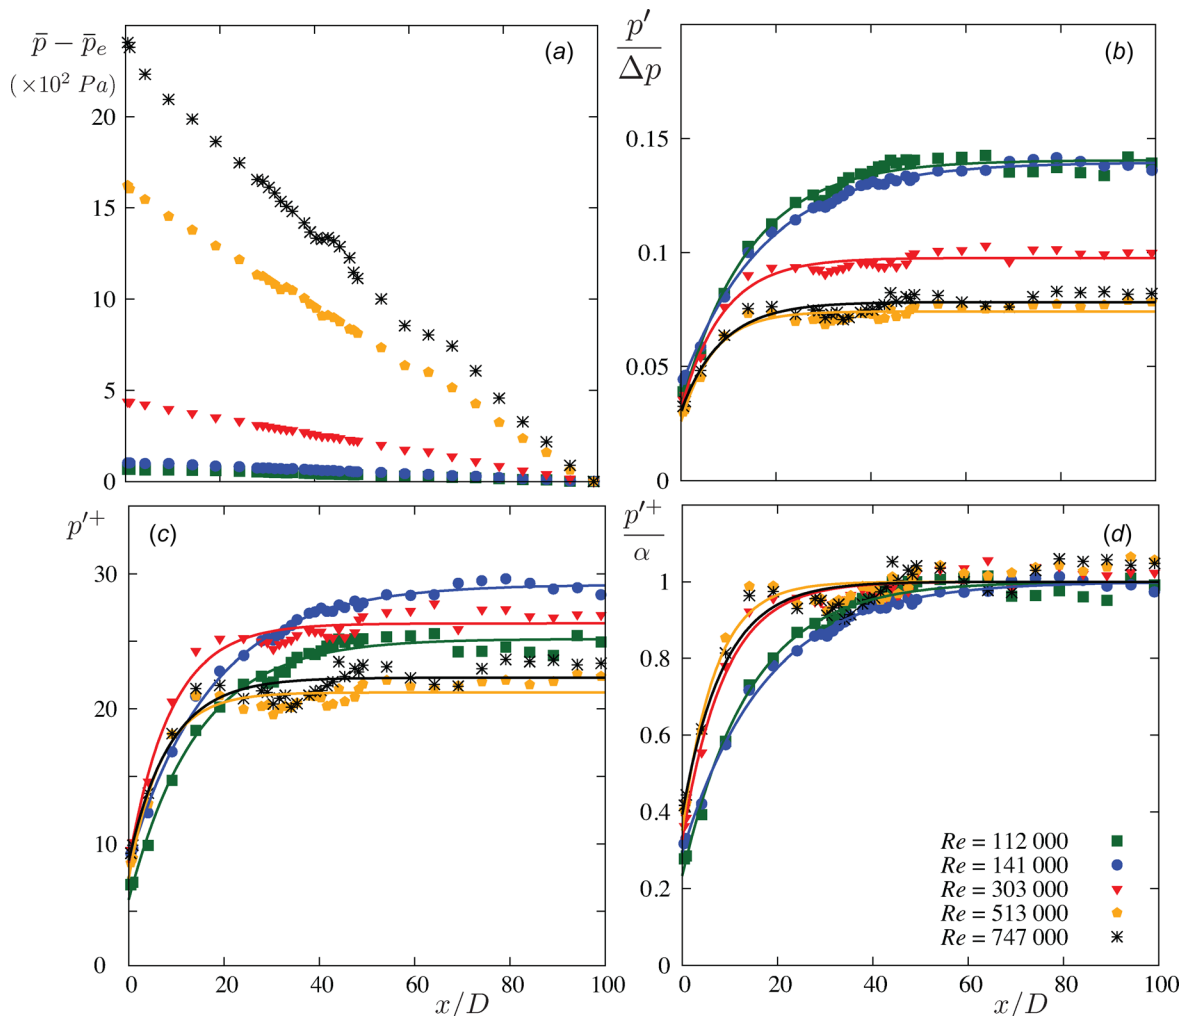 p̄ − p̄e
(×10² Pa)
(a)
20
15
10
5
0
p′
Δp
(b)
0.15
0.1
0.05
0
p′⁺
(c)
30
20
10
0
0 20 40 60 80 100
x/D
p′⁺
α
(d)
1
0.8
0.6
0.4
0.2
0
Re = 112 000
Re = 141 000
Re = 303 000
Re = 513 000
Re = 747 000
0 20 40 60 80 100
x/D